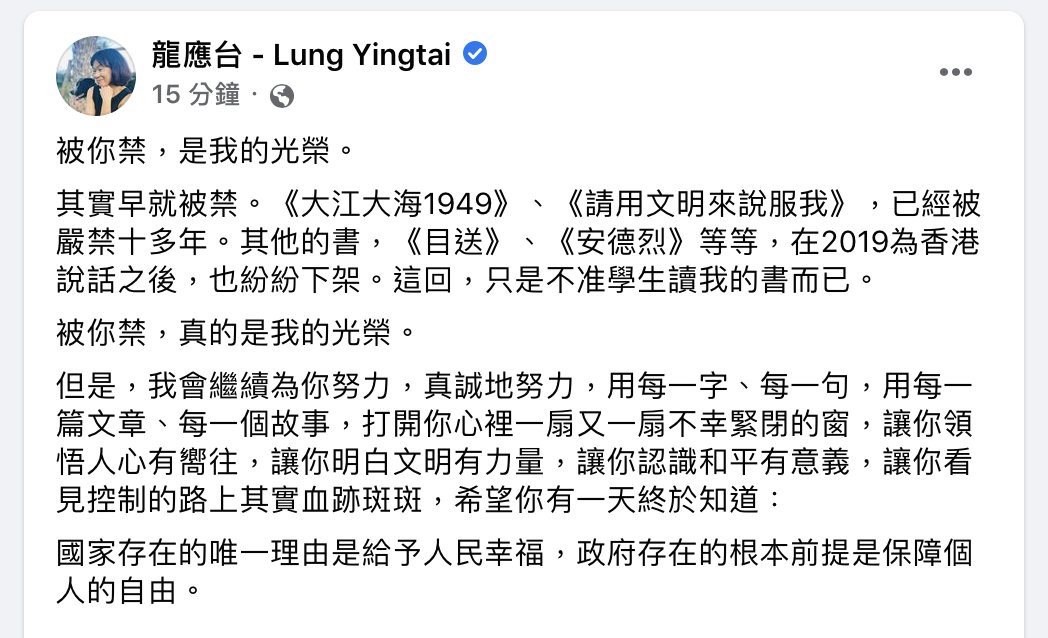 龍應台 - Lung Yingtai
15 分鐘 ·
被你禁，是我的光榮。
其實早就被禁。《大江大海1949》、《請用文明來說服我》，已經被
嚴禁十多年。其他的書，《目送》、《安德烈》等等，在2019為香港
說話之後，也紛紛下架。這回，只是不准學生讀我的書而已。
被你禁，真的是我的光榮。
但是，我會繼續為你努力，真誠地努力，用每一字、每一句，用每一
篇文章、每一個故事，打開你心裡一扇又一扇不幸緊閉的窗，讓你領
悟人心有嚮往，讓你明白文明有力量，讓你認識和平有意義，讓你看
見控制的路上其實血跡斑斑，希望你有一天終於知道：
國家存在的唯一理由是給予人民幸福，政府存在的根本前提是保障個
人的自由。